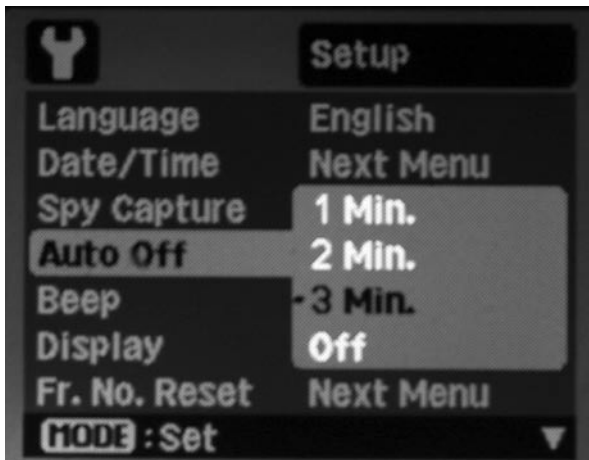 Setup
Language English
Date/Time Next Menu
Spy Capture 1 Min.
Auto Off 2 Min.
Beep 3 Min.
Display Off
Fr. No. Reset Next Menu
MODE :Set